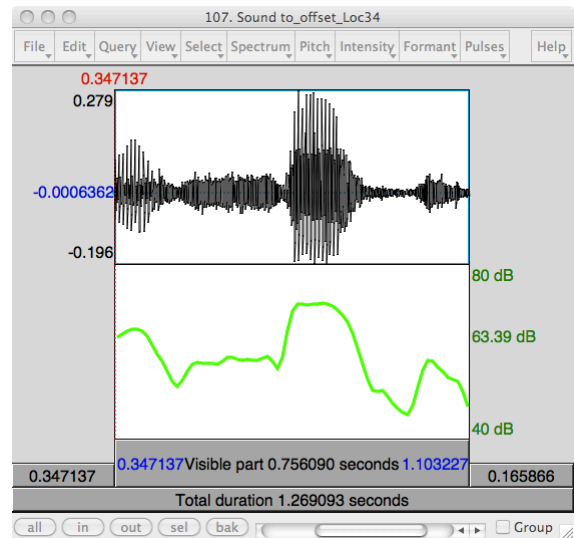 107. Sound to_offset_Loc34
File Edit Query View Select Spectrum Pitch Intensity Formant Pulses Help
0.347137
0.279
-0.0006362
-0.196
80 dB
63.39 dB
40 dB
0.347137 Visible part 0.756090 seconds 1.103227
0.347137 0.165866
Total duration 1.269093 seconds
all in out sel bak Group